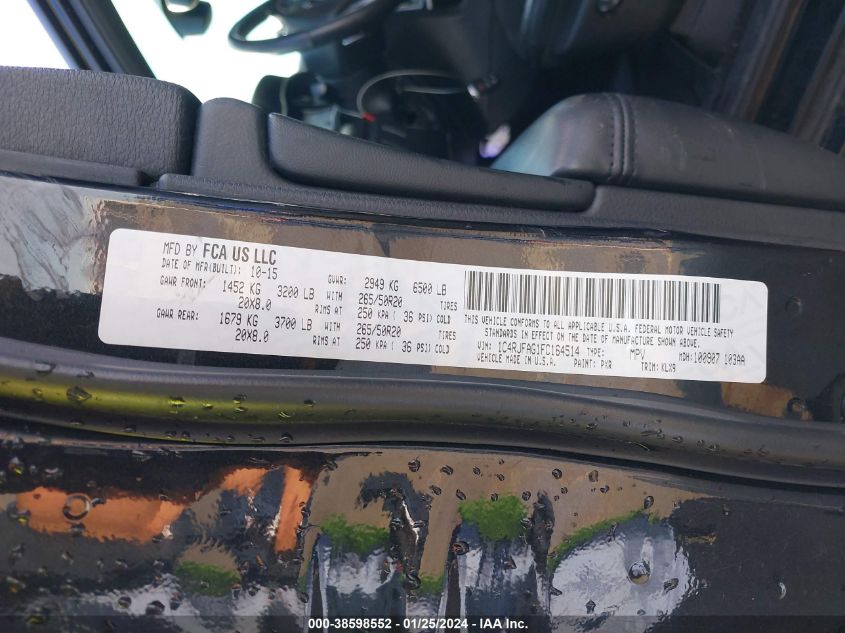 MFD BY FCA US LLC
DATE OF MFR(BUILT): 10-15 GVWR: 2949 KG 6500 LB
GAWR FRONT: 1452 KG 3200 LB WITH 265/50R20 TIRES
20X8.0 RIMS AT 250 KPA ( 36 PSI) COLD
GAWR REAR: 1679 KG 3700 LB WITH 265/50R20 TIRES
20X8.0 RIMS AT 250 KPA ( 36 PSI) COLD
THIS VEHICLE CONFORMS TO ALL APPLICABLE U.S.A. FEDERAL MOTOR VEHICLE SAFETY
STANDARDS IN EFFECT ON THE DATE OF MANUFACTURE SHOWN ABOVE.
VIN: 1C4RJFAG1FC164514 TYPE: MPV MDH: 100907 103AA
VEHICLE MADE IN U.S.A. PAINT: PXR TRIM: KLX9
000-38598552 - 01/25/2024 - IAA Inc.